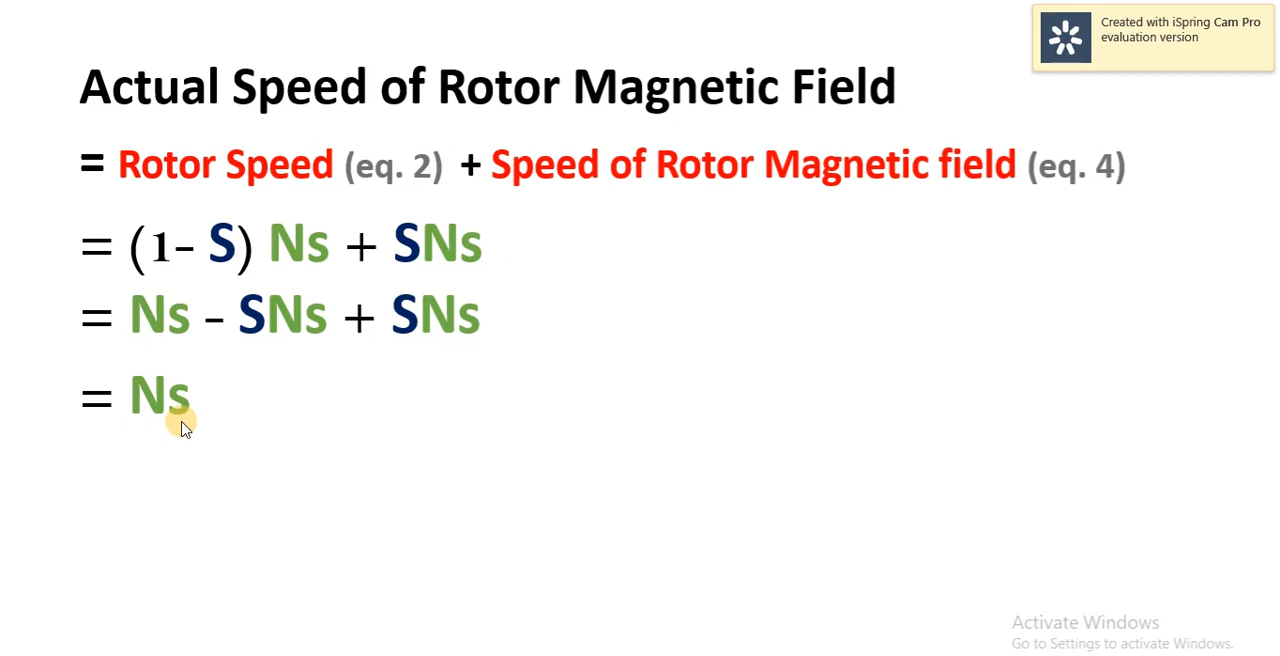 Created with iSpring Cam Pro
evaluation version
Actual Speed of Rotor Magnetic Field
= Rotor Speed (eq. 2) + Speed of Rotor Magnetic field (eq. 4)
= (1- S) Ns + SNs
= Ns - SNs + SNs
= Ns
Activate Windows
Go to Settings to activate Windows.